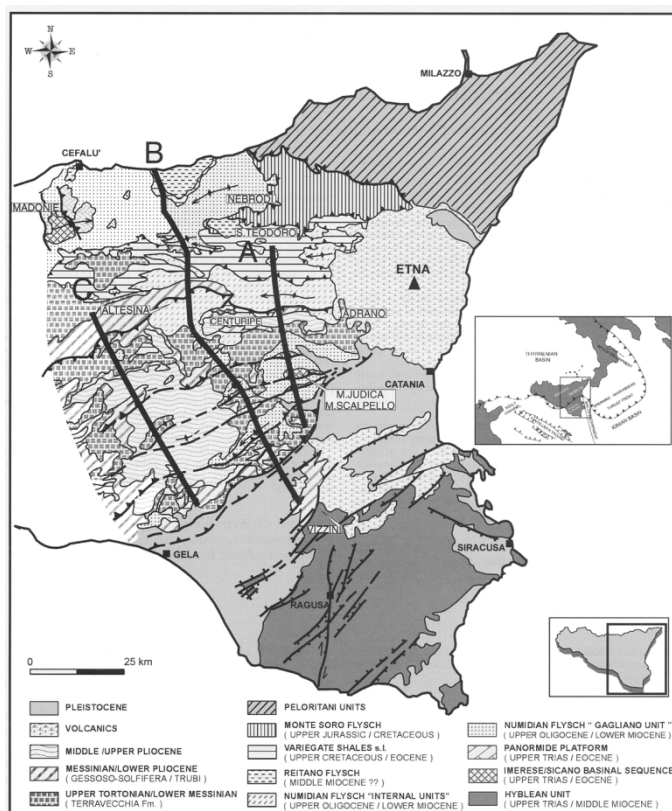 N
W E
S
MILAZZO
CEFALU'
B
MADONIE
NEBRODI
S.TEODORO
A
ETNA
C
ALTESINA
CENTURIPE
ADRANO
CATANIA
M.JUDICA
M.SCALPELLO
THYRRENIAN
BASIN
IONIAN BASIN
VIZZINI
GELA
SIRACUSA
RAGUSA
0 25 km
PLEISTOCENE
VOLCANICS
MIDDLE /UPPER PLIOCENE
MESSINIAN/LOWER PLIOCENE
( GESSOSO-SOLFIFERA / TRUBI )
UPPER TORTONIAN/LOWER MESSINIAN
( TERRAVECCHIA Fm. )
PELORITANI UNITS
MONTE SORO FLYSCH
( UPPER JURASSIC / CRETACEOUS )
VARIEGATE SHALES s.l.
( UPPER CRETACEOUS / EOCENE )
REITANO FLYSCH
( MIDDLE MIOCENE ?? )
NUMIDIAN FLYSCH "INTERNAL UNITS"
( UPPER OLIGOCENE / LOWER MIOCENE )
NUMIDIAN FLYSCH " GAGLIANO UNIT "
( UPPER OLIGOCENE / LOWER MIOCENE )
PANORMIDE PLATFORM
( UPPER TRIAS / EOCENE )
IMERESE/SICANO BASINAL SEQUENCE
( UPPER TRIAS / EOCENE )
HYBLEAN UNIT
( UPPER TRIAS / MIDDLE MIOCENE )